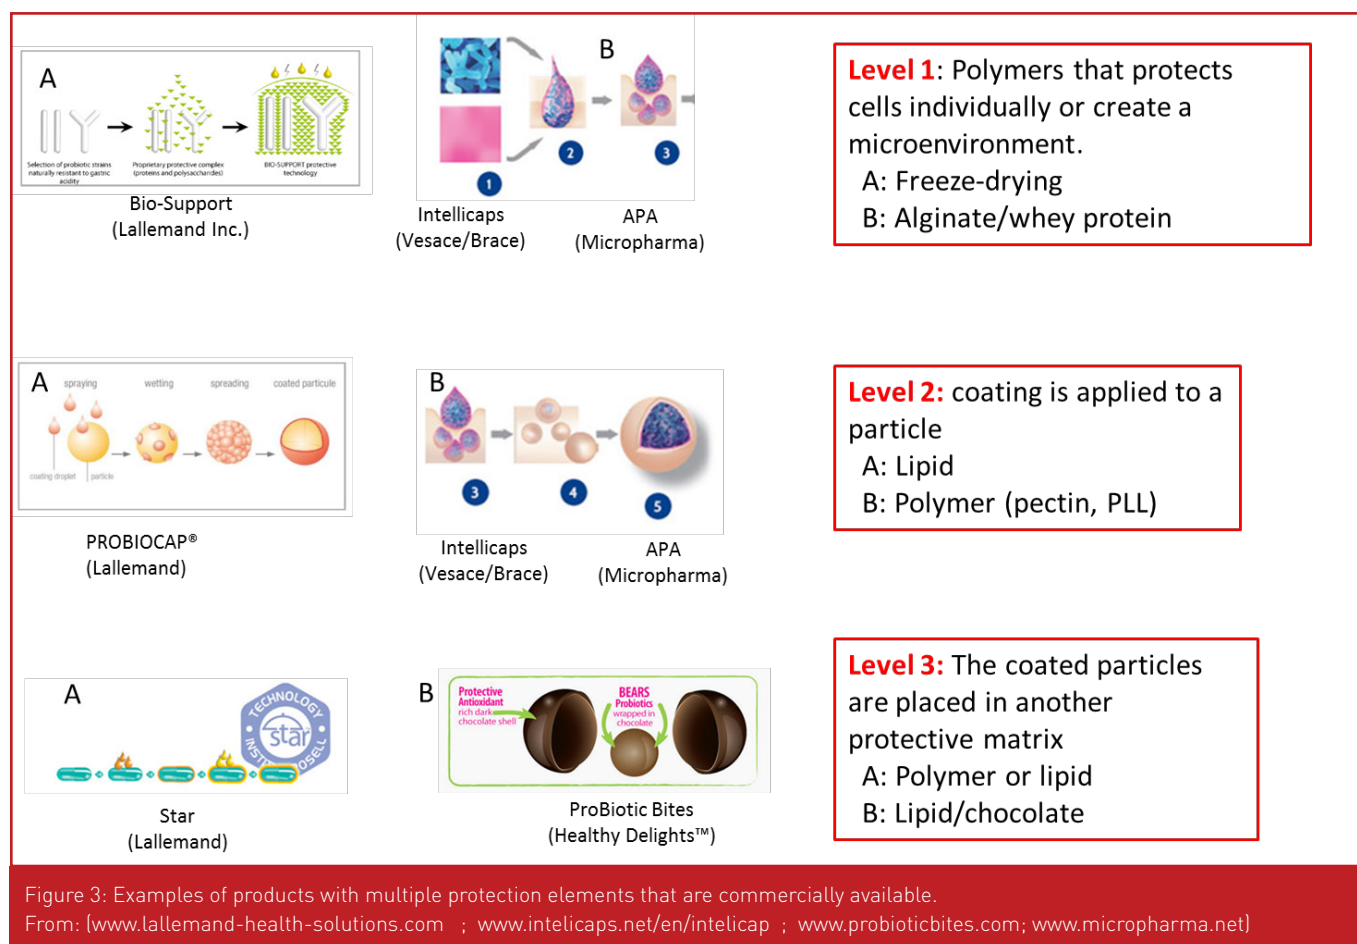 A
Selection of probiotic strains
naturally resistant to gastric
acidity
Proprietary protective complex
(proteins and polysaccharides)
BIO-SUPPORT protective
technology
Bio-Support
(Lallemand Inc.)
B
1
2
3
Intellicaps
(Vesace/Brace)
APA
(Micropharma)
Level 1: Polymers that protects
cells individually or create a
microenvironment.
A: Freeze-drying
B: Alginate/whey protein
A
spraying
wetting
spreading
coated particule
coating droplet
particle
PROBIOCAP®
(Lallemand)
B
3
4
5
Intellicaps
(Vesace/Brace)
APA
(Micropharma)
Level 2: coating is applied to a
particle
A: Lipid
B: Polymer (pectin, PLL)
A
TECHNOLOGY
star
INST
OSELL
Star
(Lallemand)
B
Protective
Antioxidant
rich dark
chocolate shell
BEARS
Probiotics
wrapped in
chocolate
ProBiotic Bites
(Healthy Delights™)
Level 3: The coated particles
are placed in another
protective matrix
A: Polymer or lipid
B: Lipid/chocolate
Figure 3: Examples of products with multiple protection elements that are commercially available.
From: (www.lallemand-health-solutions.com ; www.intelicaps.net/en/intelicap ; www.probioticbites.com; www.micropharma.net)